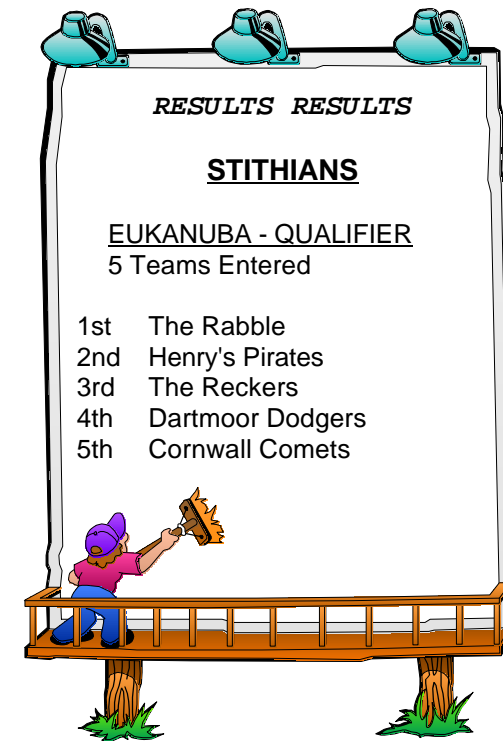 RESULTS RESULTS
STITHIANS
EUKANUBA - QUALIFIER
5 Teams Entered
1st The Rabble
2nd Henry's Pirates
3rd The Reckers
4th Dartmoor Dodgers
5th Cornwall Comets